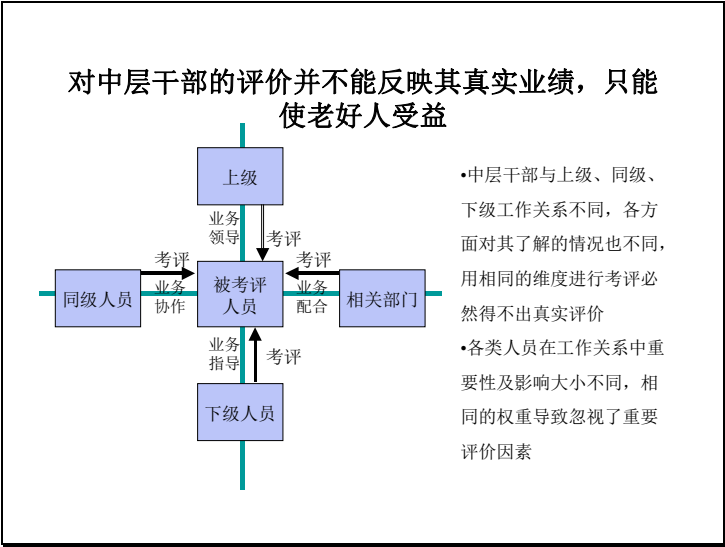 对中层干部的评价并不能反映其真实业绩，只能
使老好人受益
上级
业务
领导
考评
考评
考评
同级人员
业务
协作
被考评
人员
业务
配合
相关部门
业务
指导
考评
下级人员
•中层干部与上级、同级、
下级工作关系不同，各方
面对其了解的情况也不同，
用相同的维度进行考评必
然得不出真实评价
•各类人员在工作关系中重
要性及影响大小不同，相
同的权重导致忽视了重要
评价因素